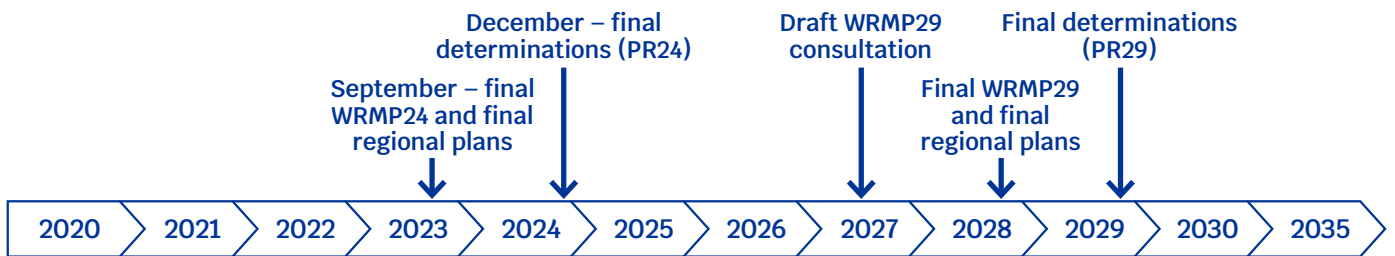 December – final
determinations (PR24)
Draft WRMP29
consultation
Final determinations
(PR29)
September – final
WRMP24 and final
regional plans
Final WRMP29
and final
regional plans
2020 2021 2022 2023 2024 2025 2026 2027 2028 2029 2030 2035